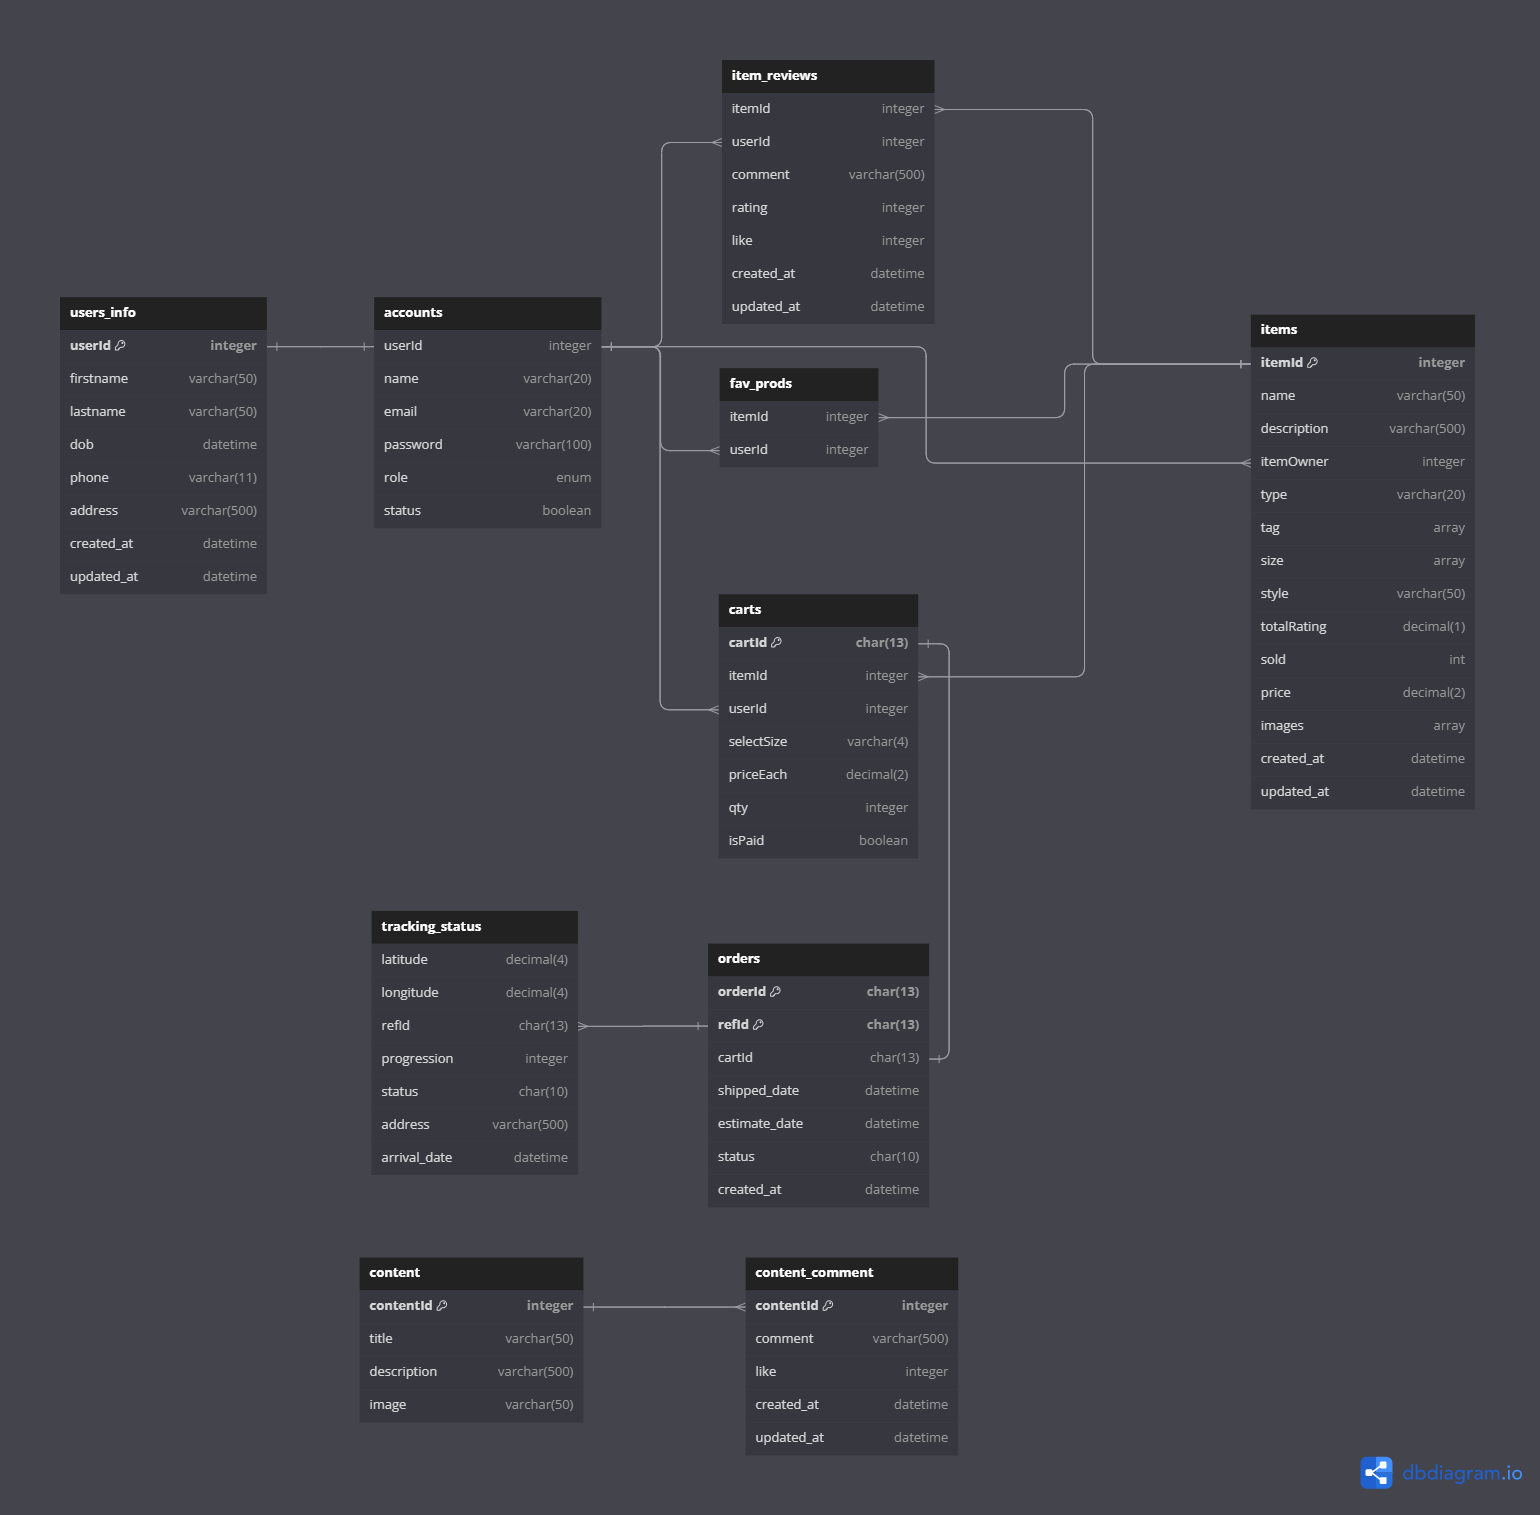 item_reviews
itemId integer
userId integer
comment varchar(500)
rating integer
like integer
created_at datetime
updated_at datetime
users_info
userId integer
firstname varchar(50)
lastname varchar(50)
dob datetime
phone varchar(11)
address varchar(500)
created_at datetime
updated_at datetime
accounts
userId integer
name varchar(20)
email varchar(20)
password varchar(100)
role enum
status boolean
fav_prods
itemId integer
userId integer
items
itemId integer
name varchar(50)
description varchar(500)
itemOwner integer
type varchar(20)
tag array
size array
style varchar(50)
totalRating decimal(1)
sold int
price decimal(2)
images array
created_at datetime
updated_at datetime
carts
cartId char(13)
itemId integer
userId integer
selectSize varchar(4)
priceEach decimal(2)
qty integer
isPaid boolean
tracking_status
latitude decimal(4)
longitude decimal(4)
refId char(13)
progression integer
status char(10)
address varchar(500)
arrival_date datetime
orders
orderId char(13)
refId char(13)
cartId char(13)
shipped_date datetime
estimate_date datetime
status char(10)
created_at datetime
content
contentId integer
title varchar(50)
description varchar(500)
image varchar(50)
content_comment
contentId integer
comment varchar(500)
like integer
created_at datetime
updated_at datetime
dbdiagram.io